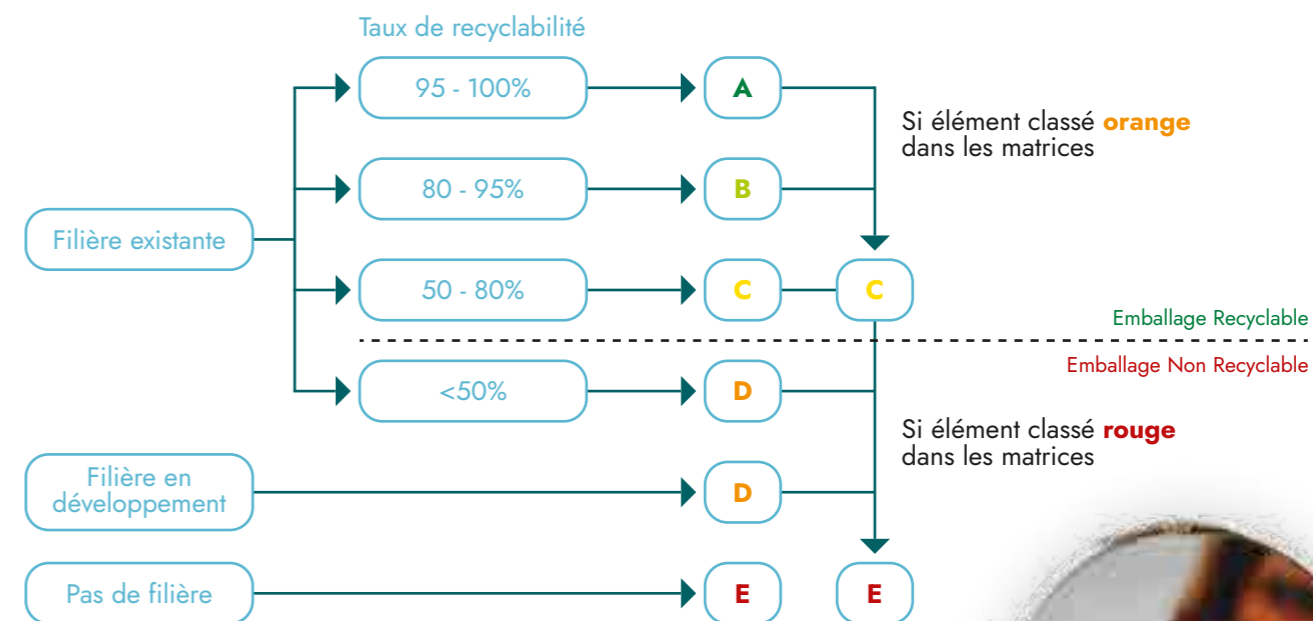 Taux de recyclabilité
95 - 100%
A
Si élément classé orange
dans les matrices
80 - 95%
B
Filière existante
50 - 80%
C
C
Emballage Recyclable
Emballage Non Recyclable
<50%
D
Si élément classé rouge
dans les matrices
Filière en
développement
D
Pas de filière
E
E